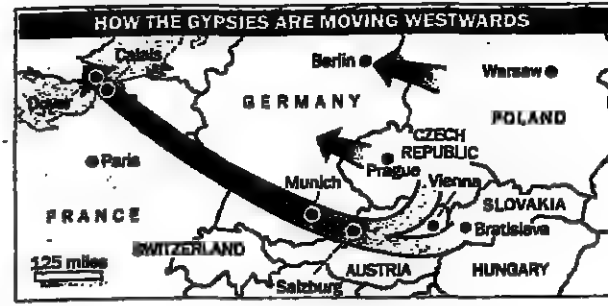 HOW THE GYPSIES ARE MOVING WESTWARDS
Calais
Dover
Berlin
Warsaw
GERMANY
POLAND
CZECH
REPUBLIC
Paris
Prague
Munich
Vienna
SLOVAKIA
FRANCE
Bratislava
SWITZERLAND
125 miles
AUSTRIA
HUNGARY
Salzburg